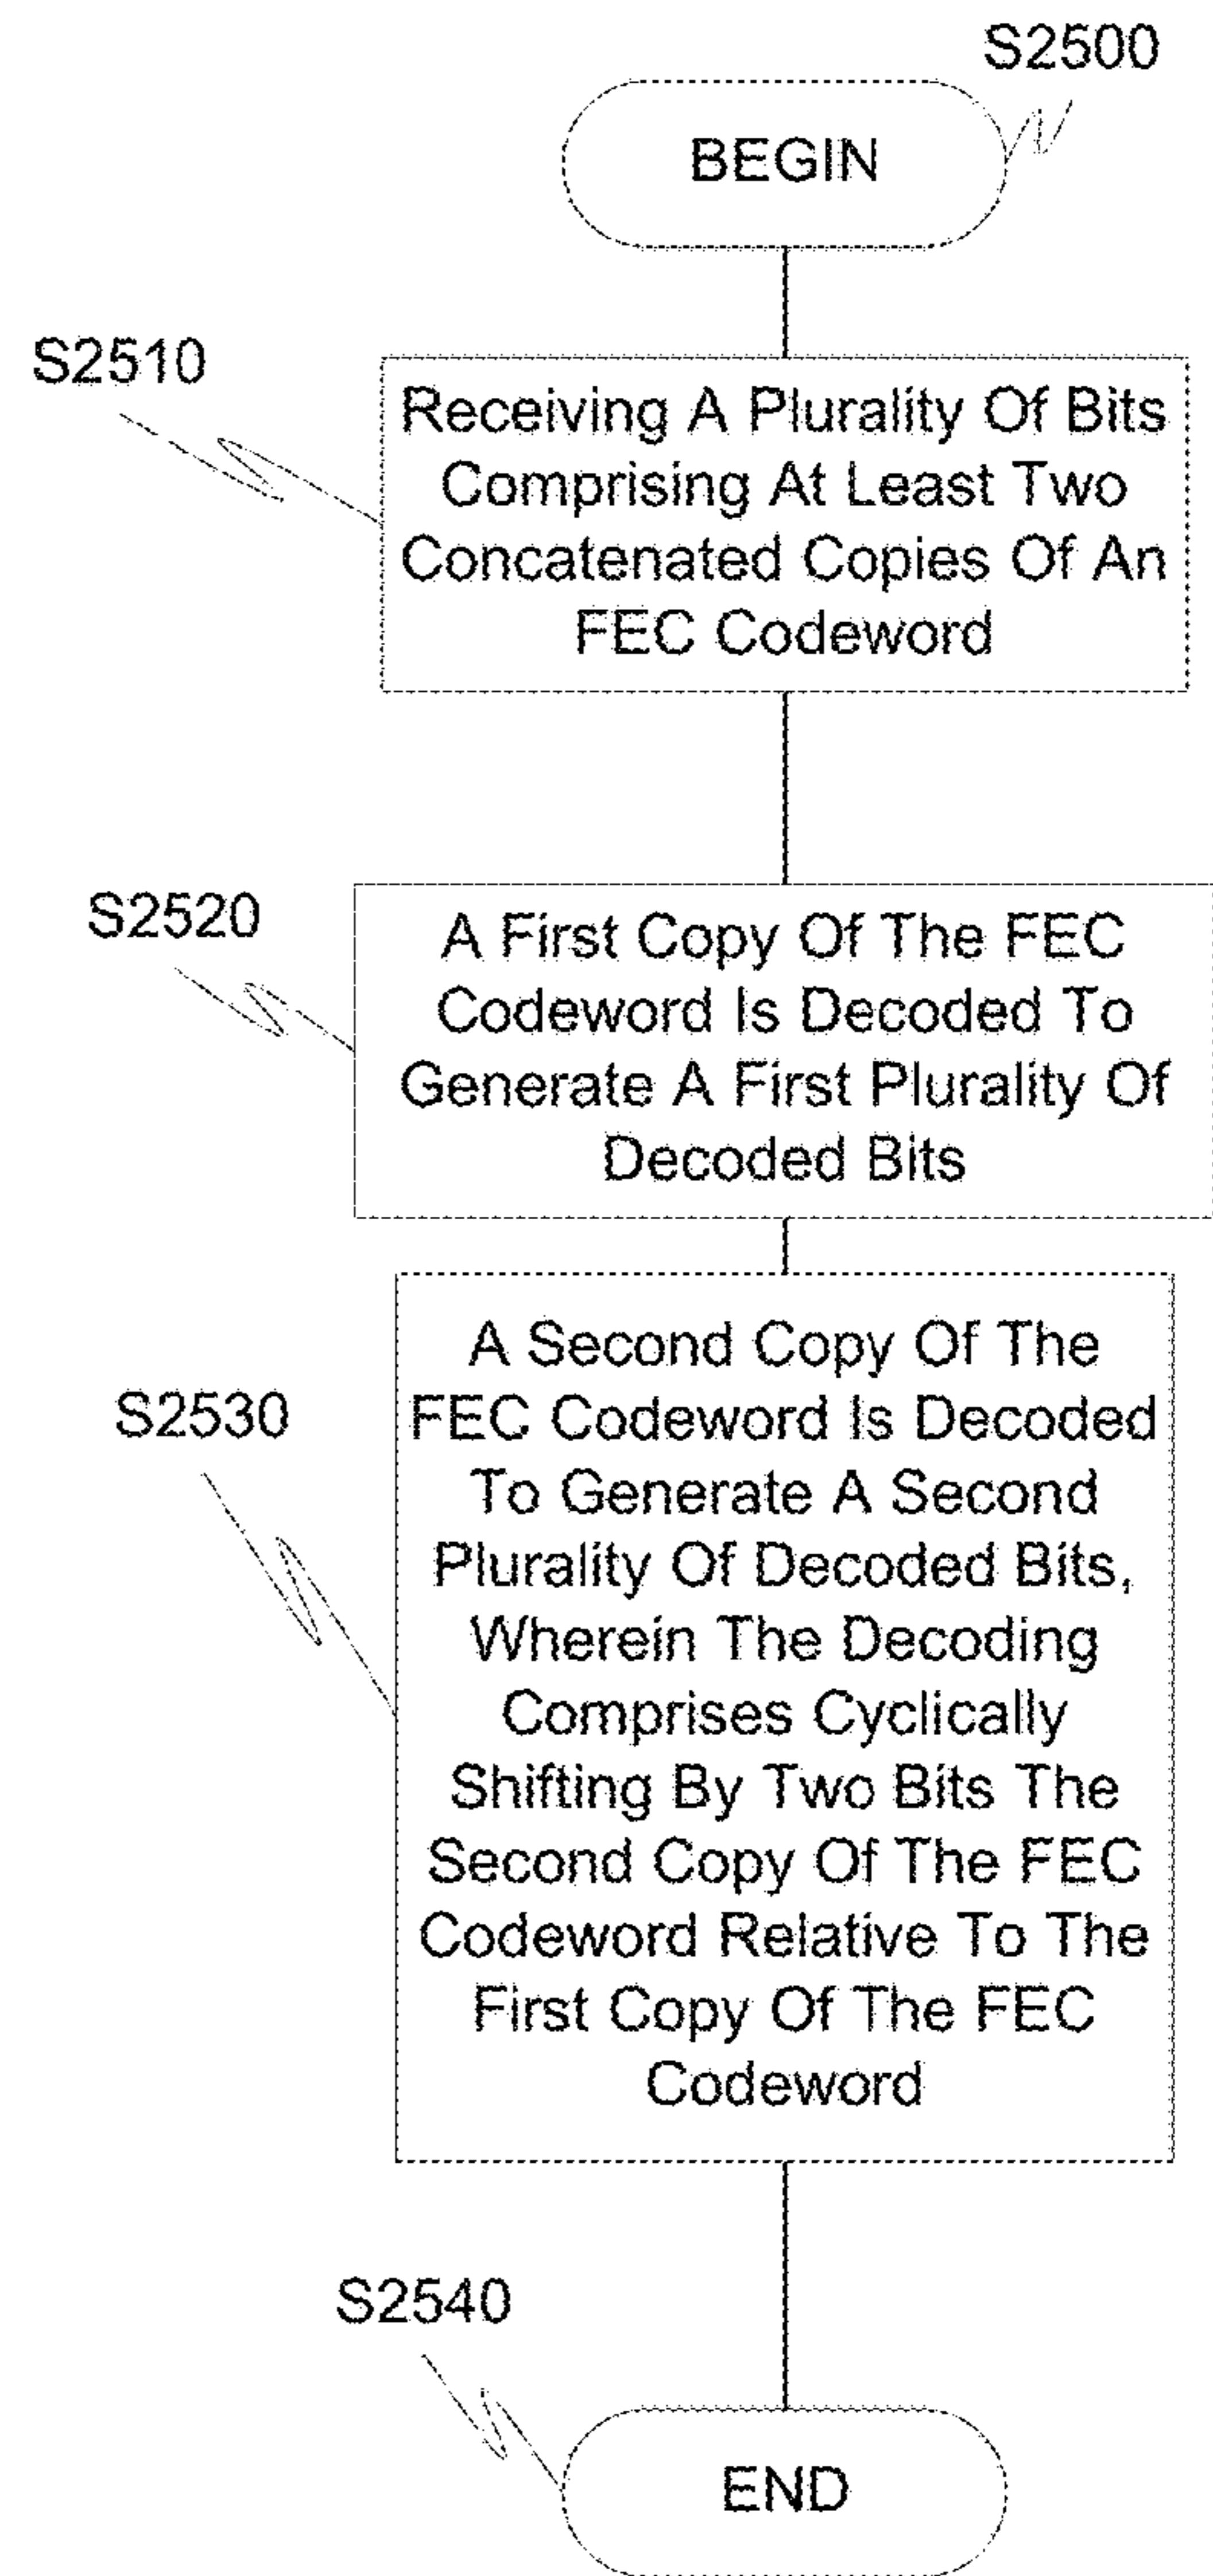 S2500
BEGIN
S2510
Receiving A Plurality Of Bits
Comprising At Least Two
Concatenated Copies Of An
FEC Codeword
S2520
A First Copy Of The FEC
Codeword Is Decoded To
Generate A First Plurality Of
Decoded Bits
S2530
A Second Copy Of The
FEC Codeword Is Decoded
To Generate A Second
Plurality Of Decoded Bits,
Wherein The Decoding
Comprises Cyclically
Shifting By Two Bits The
Second Copy Of The FEC
Codeword Relative To The
First Copy Of The FEC
Codeword
S2540
END